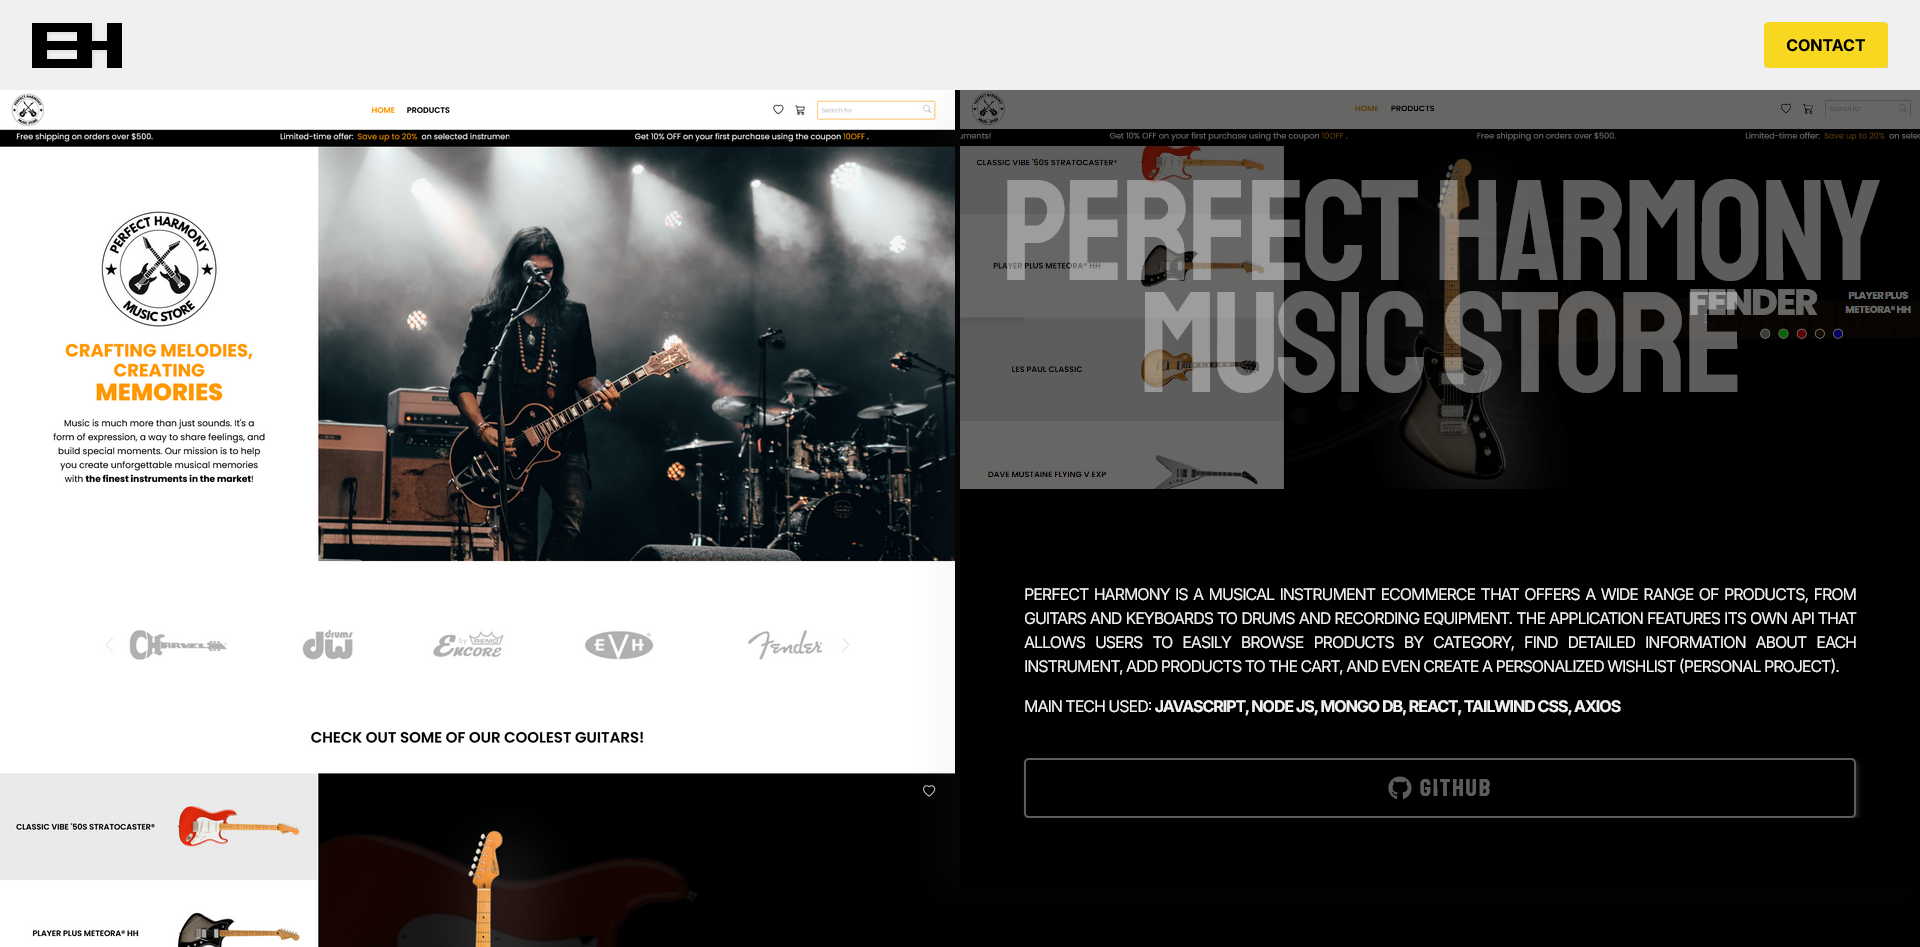 EH
CONTACT
PERFECT HARMONY
MUSIC STORE
HOME
PRODUCTS
Search for
Free shipping on orders over $500.
Limited-time offer: Save up to 20% on selected instrumen
Get 10% OFF on your first purchase using the coupon 10OFF .
PERFECT HARMONY
MUSIC STORE
CRAFTING MELODIES,
CREATING
MEMORIES
Music is much more than just sounds. It's a
form of expression, a way to share feelings, and
build special moments. Our mission is to help
you create unforgettable musical memories
with the finest instruments in the market!
CHARVEL
dw drums
Encore by REMO
EVH
Fender
CHECK OUT SOME OF OUR COOLEST GUITARS!
CLASSIC VIBE '50S STRATOCASTER®
PLAYER PLUS METEORA® HH
HOME
PRODUCTS
Search for
uments!
Get 10% OFF on your first purchase using the coupon 10OFF .
Free shipping on orders over $500.
Limited-time offer: Save up to 20% on selec
CLASSIC VIBE '50S STRATOCASTER®
PLAYER PLUS METEORA® HH
LES PAUL CLASSIC
DAVE MUSTAINE FLYING V EXP
PERFECT HARMONY
MUSIC STORE
FENDER
PLAYER PLUS
METEORA® HH
PERFECT HARMONY IS A MUSICAL INSTRUMENT ECOMMERCE THAT OFFERS A WIDE RANGE OF PRODUCTS, FROM
GUITARS AND KEYBOARDS TO DRUMS AND RECORDING EQUIPMENT. THE APPLICATION FEATURES ITS OWN API THAT
ALLOWS USERS TO EASILY BROWSE PRODUCTS BY CATEGORY, FIND DETAILED INFORMATION ABOUT EACH
INSTRUMENT, ADD PRODUCTS TO THE CART, AND EVEN CREATE A PERSONALIZED WISHLIST (PERSONAL PROJECT).
MAIN TECH USED: JAVASCRIPT, NODE JS, MONGO DB, REACT, TAILWIND CSS, AXIOS
GITHUB